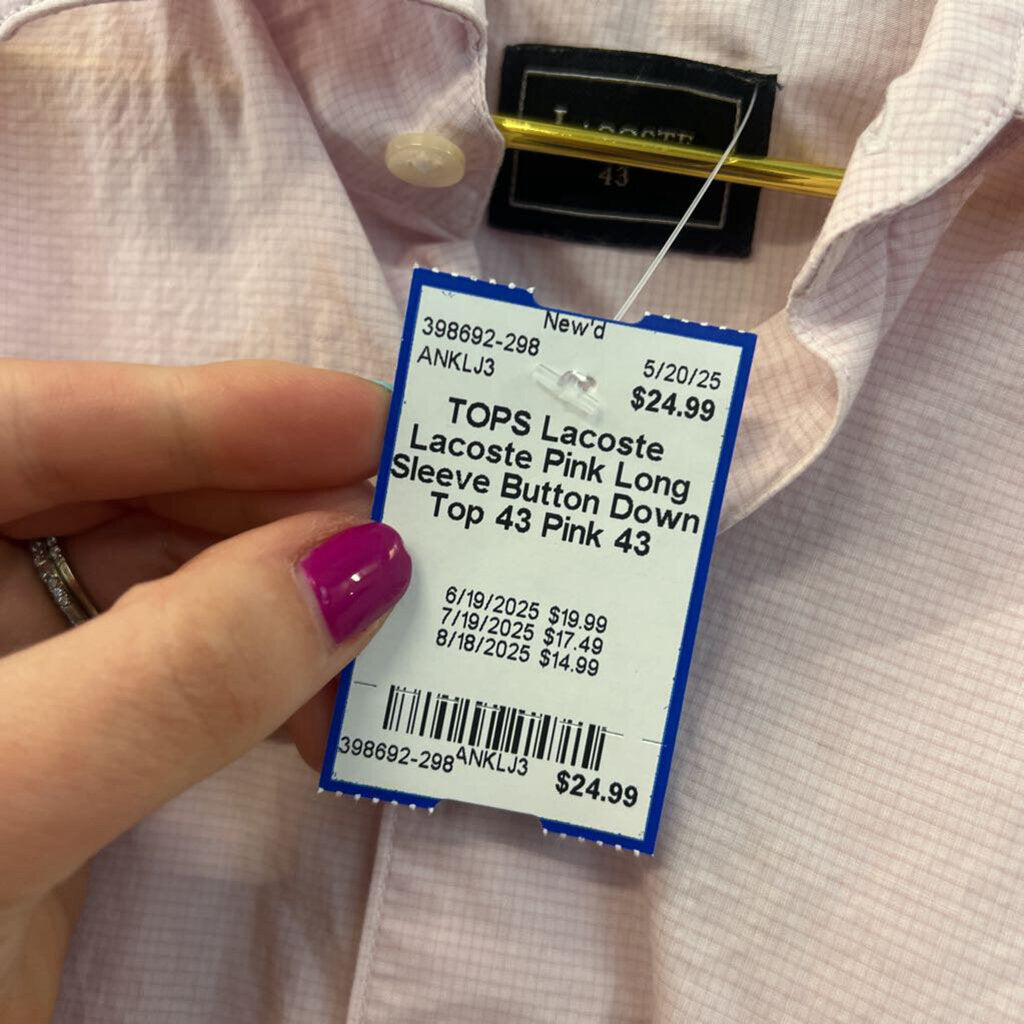 LACOSTE
43
New'd
398692-298
ANKLJ3
5/20/25
$24.99
TOPS Lacoste
Lacoste Pink Long
Sleeve Button Down
Top 43 Pink 43
6/19/2025 $19.99
7/19/2025 $17.49
8/18/2025 $14.99
398692-298 ANKLJ3 $24.99